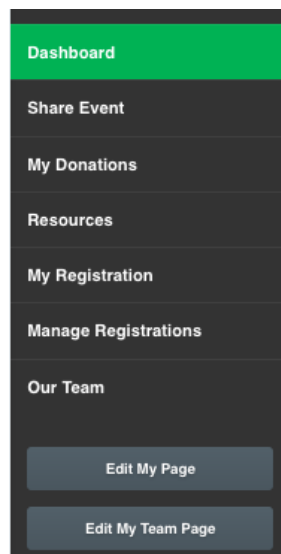 Dashboard
Share Event
My Donations
Resources
My Registration
Manage Registrations
Our Team
Edit My Page
Edit My Team Page